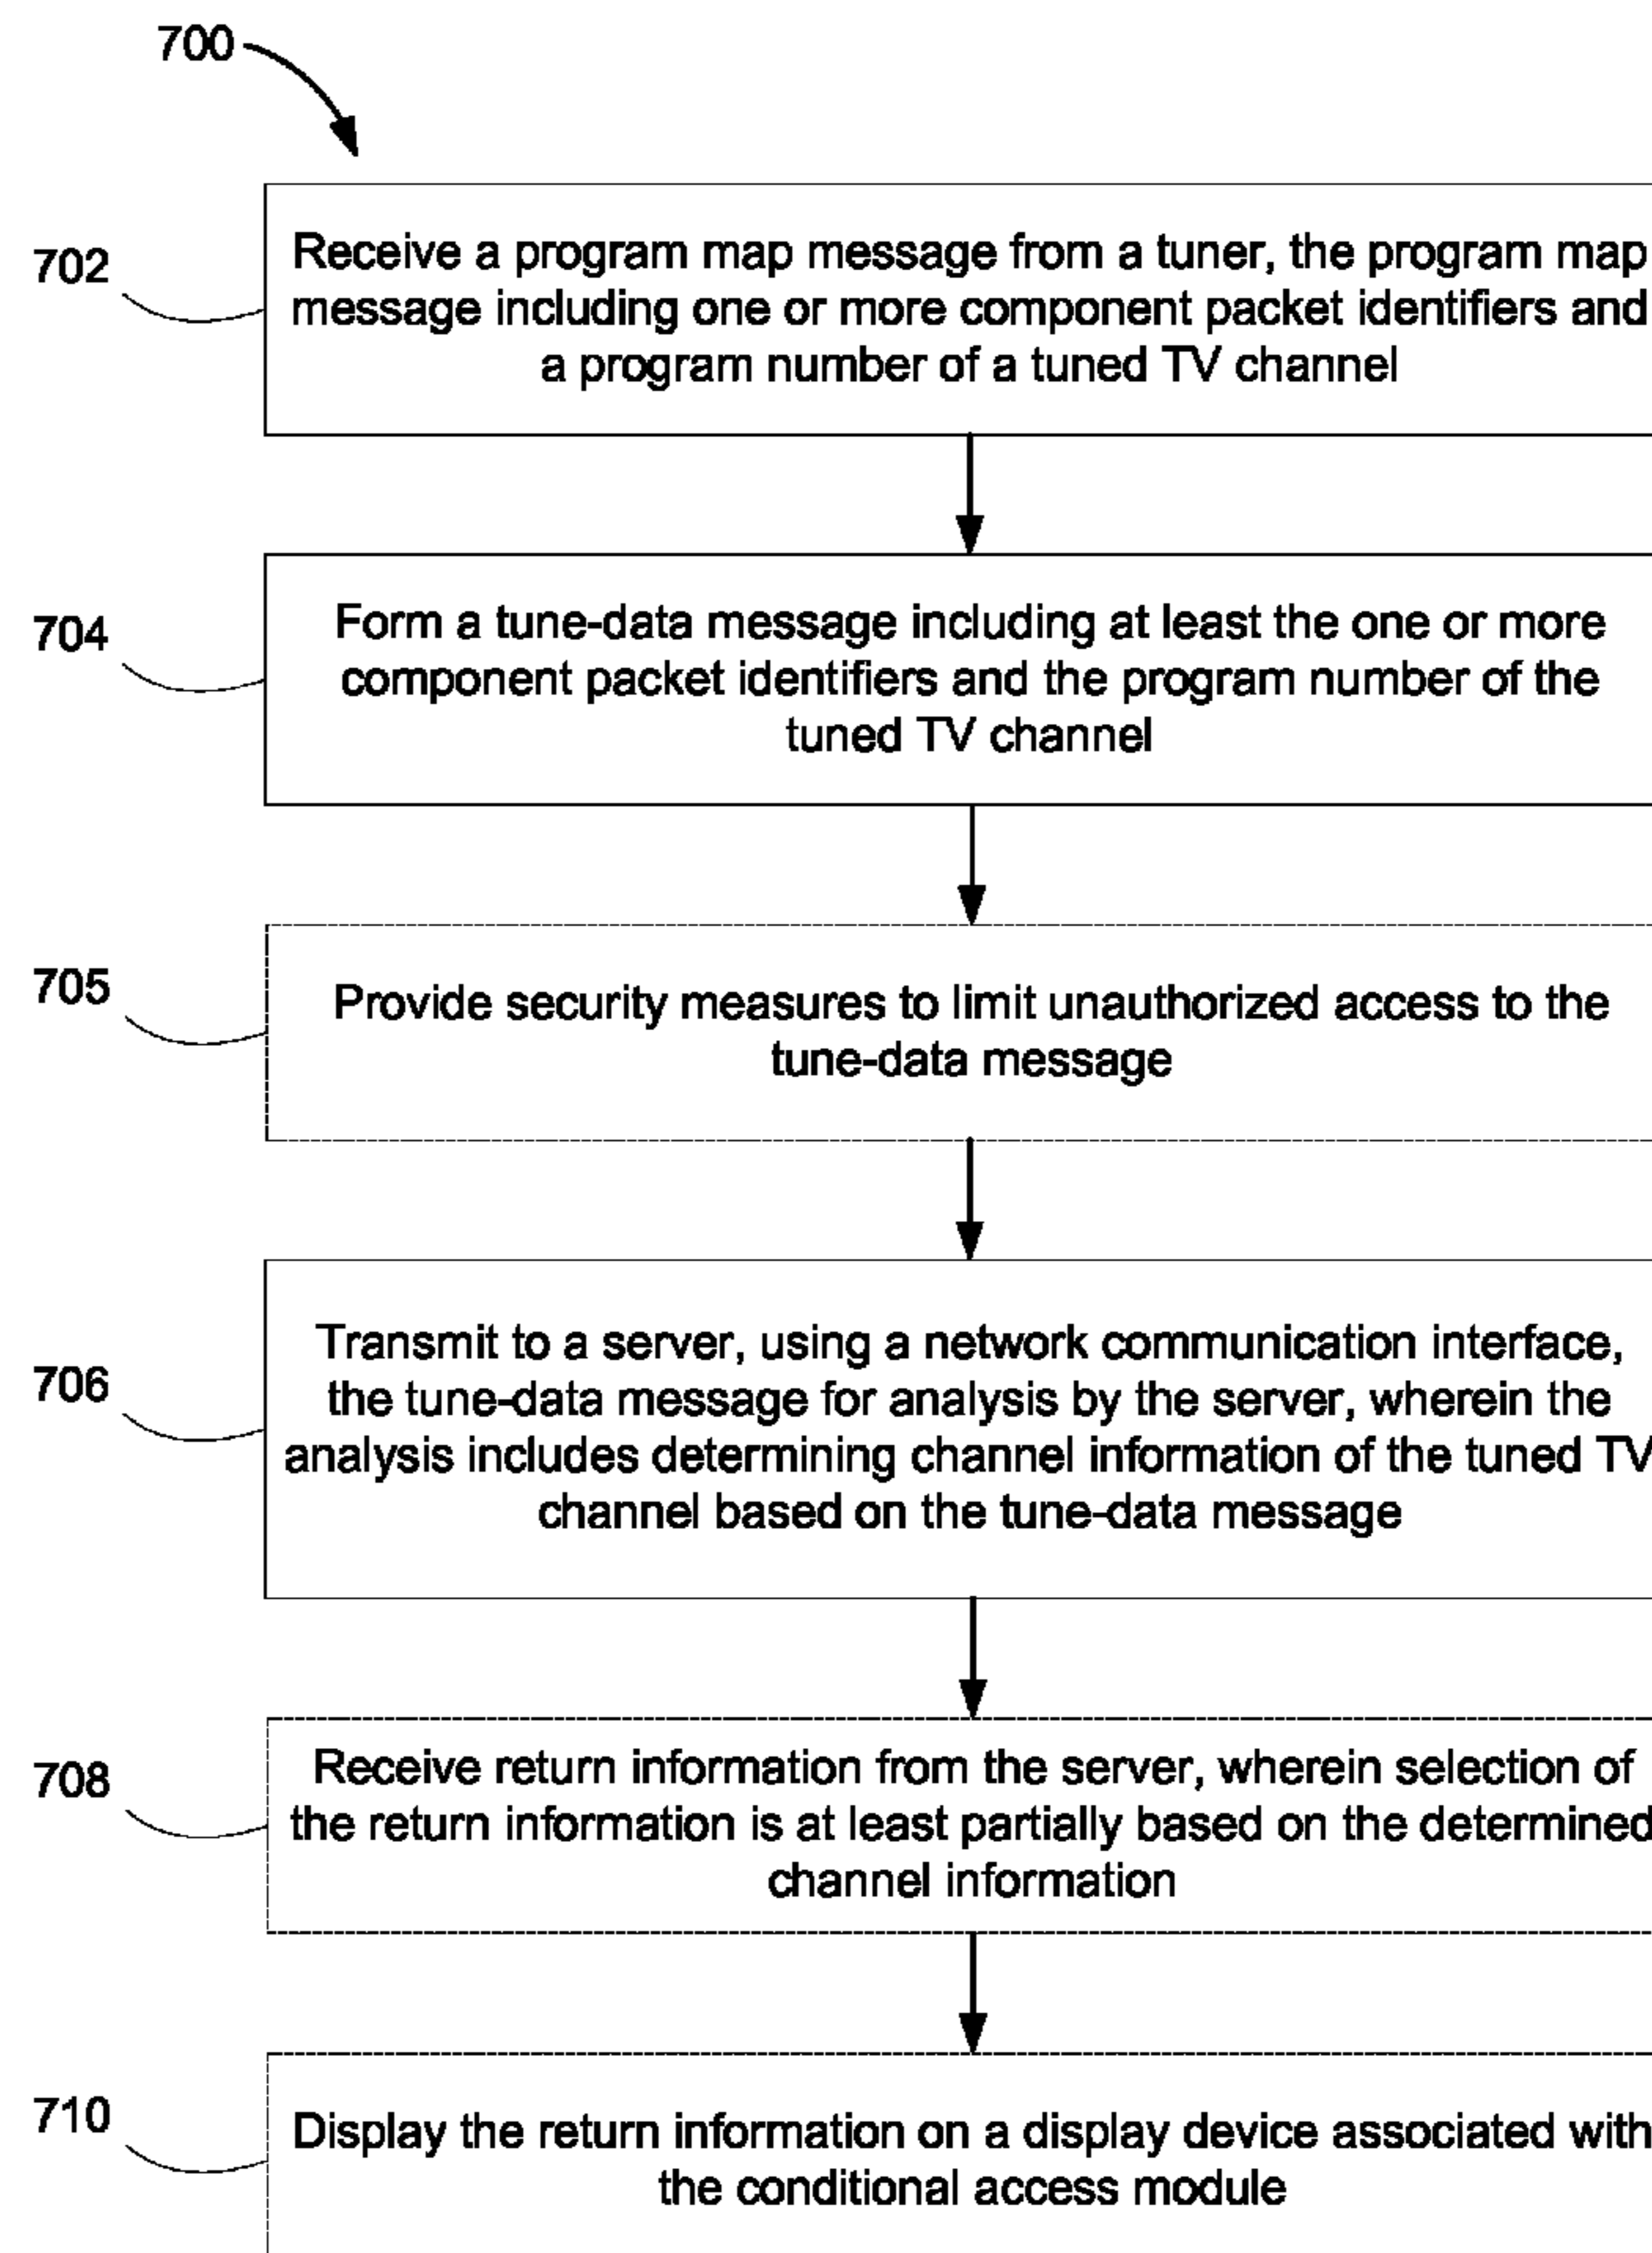 700
702
Receive a program map message from a tuner, the program map
message including one or more component packet identifiers and
a program number of a tuned TV channel
704
Form a tune-data message including at least the one or more
component packet identifiers and the program number of the
tuned TV channel
705
Provide security measures to limit unauthorized access to the
tune-data message
706
Transmit to a server, using a network communication interface,
the tune-data message for analysis by the server, wherein the
analysis includes determining channel information of the tuned TV
channel based on the tune-data message
708
Receive return information from the server, wherein selection of
the return information is at least partially based on the determined
channel information
710
Display the return information on a display device associated with
the conditional access module